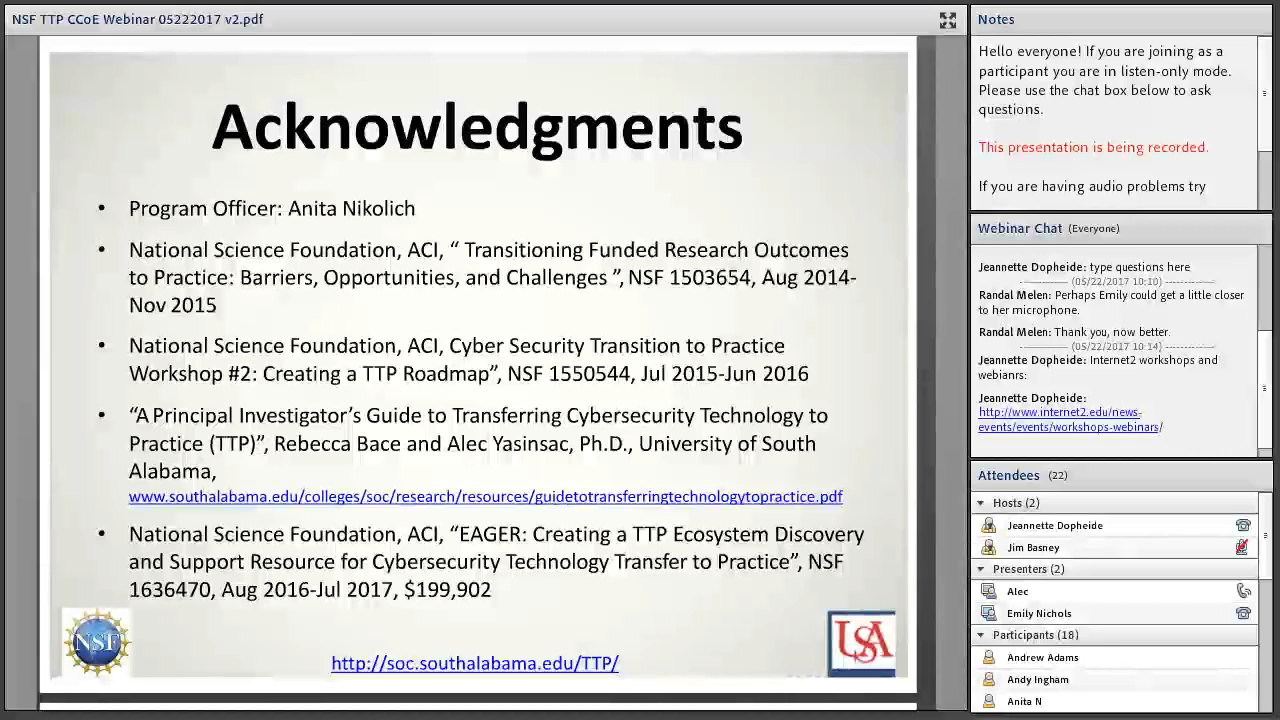 NSF TTP CCoE Webinar 05222017 v2.pdf
Acknowledgments
• Program Officer: Anita Nikolich
• National Science Foundation, ACI, “ Transitioning Funded Research Outcomes
to Practice: Barriers, Opportunities, and Challenges ”, NSF 1503654, Aug 2014-
Nov 2015
• National Science Foundation, ACI, Cyber Security Transition to Practice
Workshop #2: Creating a TTP Roadmap”, NSF 1550544, Jul 2015-Jun 2016
• “A Principal Investigator’s Guide to Transferring Cybersecurity Technology to
Practice (TTP)”, Rebecca Bace and Alec Yasinsac, Ph.D., University of South
Alabama,
www.southalabama.edu/colleges/soc/research/resources/guidetotransferringtechnologytopractice.pdf
• National Science Foundation, ACI, “EAGER: Creating a TTP Ecosystem Discovery
and Support Resource for Cybersecurity Technology Transfer to Practice”, NSF
1636470, Aug 2016-Jul 2017, $199,902
NSF
http://soc.southalabama.edu/TTP/
USA
Notes
Hello everyone! If you are joining as a
participant you are in listen-only mode.
Please use the chat box below to ask
questions.
This presentation is being recorded.
If you are having audio problems try
Webinar Chat (Everyone)
Jeannette Dopheide: type questions here
------------- (05/22/2017 10:10) -------------
Randal Melen: Perhaps Emily could get a little closer
to her microphone.
Randal Melen: Thank you, now better.
------------- (05/22/2017 10:14) -------------
Jeannette Dopheide: Internet2 workshops and
webianrs:
Jeannette Dopheide:
http://www.internet2.edu/news-
events/events/workshops-webinars/
Attendees (22)
Hosts (2)
Jeannette Dopheide
Jim Basney
Presenters (2)
Alec
Emily Nichols
Participants (18)
Andrew Adams
Andy Ingham
Anita N